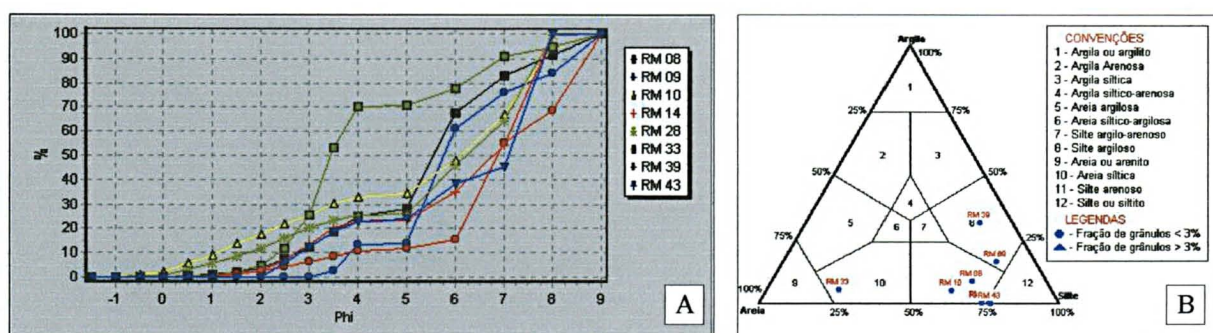 100
90
80
70
60
50
40
30
20
10
0
%
-1 0 1 2 3 4 5 6 7 8 9
Phi
RM 08
RM 09
RM 10
RM 14
RM 28
RM 33
RM 39
RM 43
A
Argila
100%
1
25% 75%
2 3
50% 50%
4
5 6 7 8
RM 39
75% 25%
RM 09
9 10 12
RM 33
RM 10
RM 08
RM 43
100%
Areia 25% 50% 75% 100%
Silte
CONVENÇÕES
1 - Argila ou argilito
2 - Argila Arenosa
3 - Argila síltica
4 - Argila síltico-arenosa
5 - Areia argilosa
6 - Areia síltico-argilosa
7 - Silte argilo-arenoso
8 - Silte argiloso
9 - Areia ou arenito
10 - Areia síltica
11 - Silte arenoso
12 - Silte ou siltito
LEGENDAS
- Fração de grânulos < 3%
- Fração de grânulos > 3%
B